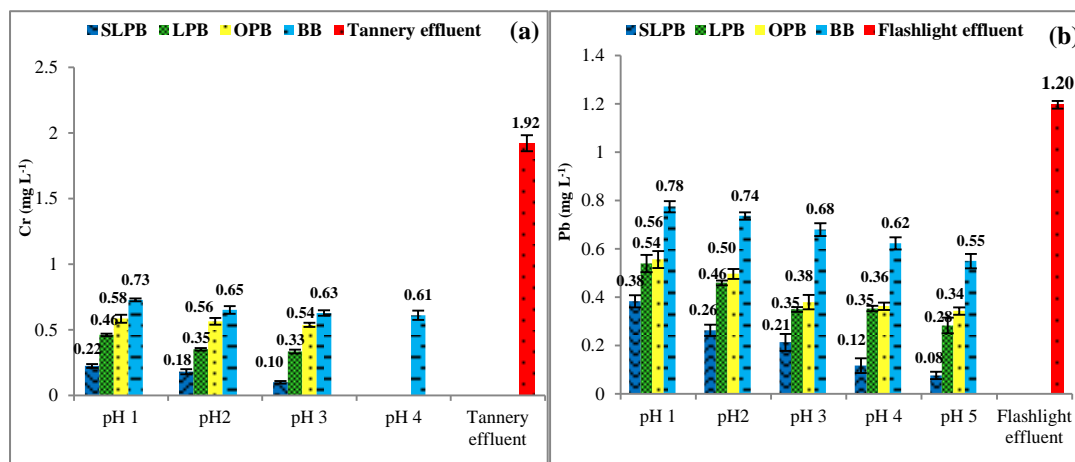 SLPB LPB OPB BB Tannery effluent (a)
2.5
2
1.5
1
0.5
0
Cr (mg L-1)
0.22 0.46 0.58 0.73
0.18 0.35 0.56 0.65
0.10 0.33 0.54 0.63
0.61
1.92
pH 1 pH2 pH 3 pH 4 Tannery
effluent
SLPB LPB OPB BB Flashlight effluent
(b)
1.4
1.2
1
0.8
0.6
0.4
0.2
0
Pb (mg L-1)
0.38 0.54 0.56 0.78
0.26 0.46 0.50 0.74
0.21 0.35 0.38 0.68
0.12 0.35 0.36 0.62
0.08 0.28 0.34 0.55
1.20
pH 1 pH2 pH 3 pH 4 pH 5 Flashlight
effluent